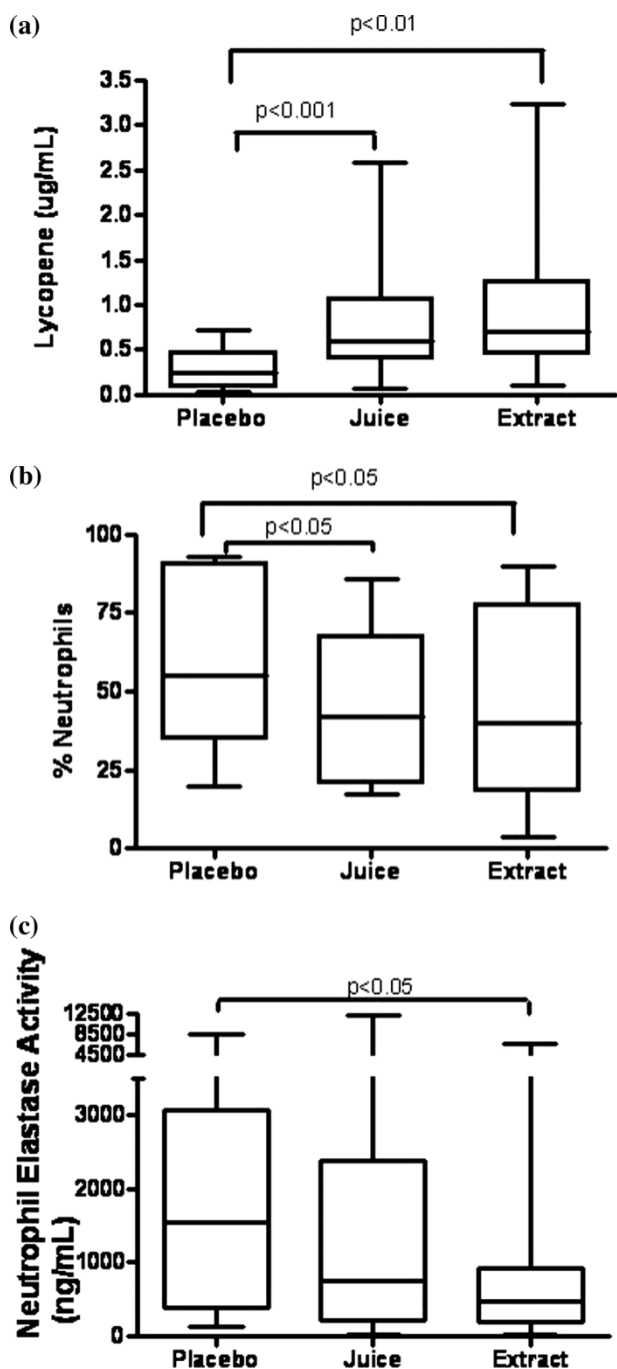 (a)
p<0.01
p<0.001
Lycopene (ug/mL)
3.5
3.0
2.5
2.0
1.5
1.0
0.5
0.0
Placebo Juice Extract
(b)
p<0.05
p<0.05
% Neutrophils
100
75
50
25
0
Placebo Juice Extract
(c)
p<0.05
Neutrophil Elastase Activity
(ng/mL)
12500
8500
4500
3000
2000
1000
0
Placebo Juice Extract